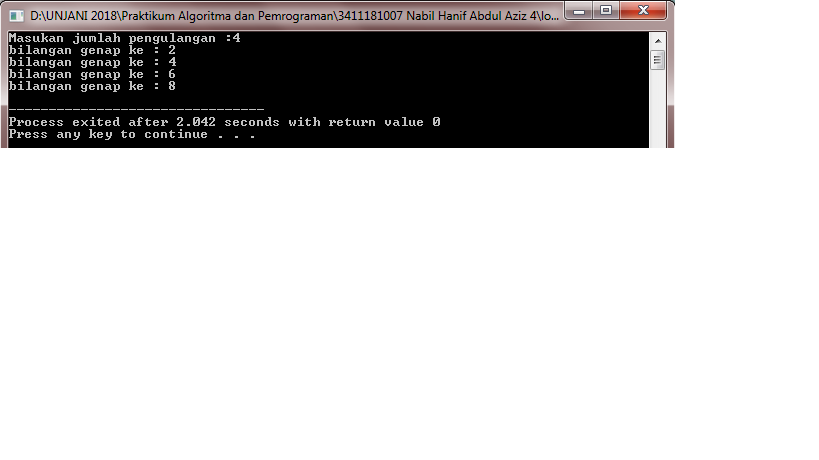 D:\UNJANI 2018\Praktikum Algoritma dan Pemrograman\3411181007 Nabil Hanif Abdul Aziz 4\lo...
Masukan jumlah pengulangan :4
bilangan genap ke : 2
bilangan genap ke : 4
bilangan genap ke : 6
bilangan genap ke : 8
--------------------------------
Process exited after 2.042 seconds with return value 0
Press any key to continue . . .